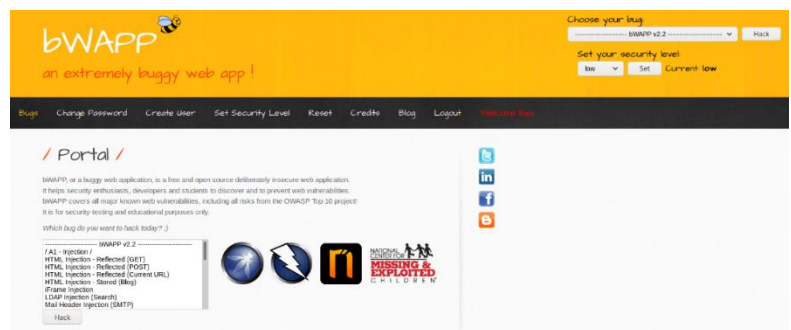 Choose your bug:
---------------------- bWAPP v2.2 ----------------------
Hack
bWAPP
an extremely buggy web app !
Set your security level:
low
Set
Current: low
Bugs
Change Password
Create User
Set Security Level
Reset
Credits
Blog
Logout
Welcome Bee
/ Portal /
bWAPP, or a buggy web application, is a free and open source deliberately insecure web application.
It helps security enthusiasts, developers and students to discover and to prevent web vulnerabilities.
bWAPP covers all major known web vulnerabilities, including all risks from the OWASP Top 10 project!
It is for security-testing and educational purposes only.
Which bug do you want to hack today? :)
---------------------- bWAPP v2.2 ----------------------
/ A1 - Injection /
HTML Injection - Reflected (GET)
HTML Injection - Reflected (POST)
HTML Injection - Reflected (Current URL)
HTML Injection - Stored (Blog)
iFrame Injection
LDAP Injection (Search)
Mail Header Injection (SMTP)
Hack
NATIONAL
CENTER FOR
MISSING &
EXPLOITED
CHILDREN